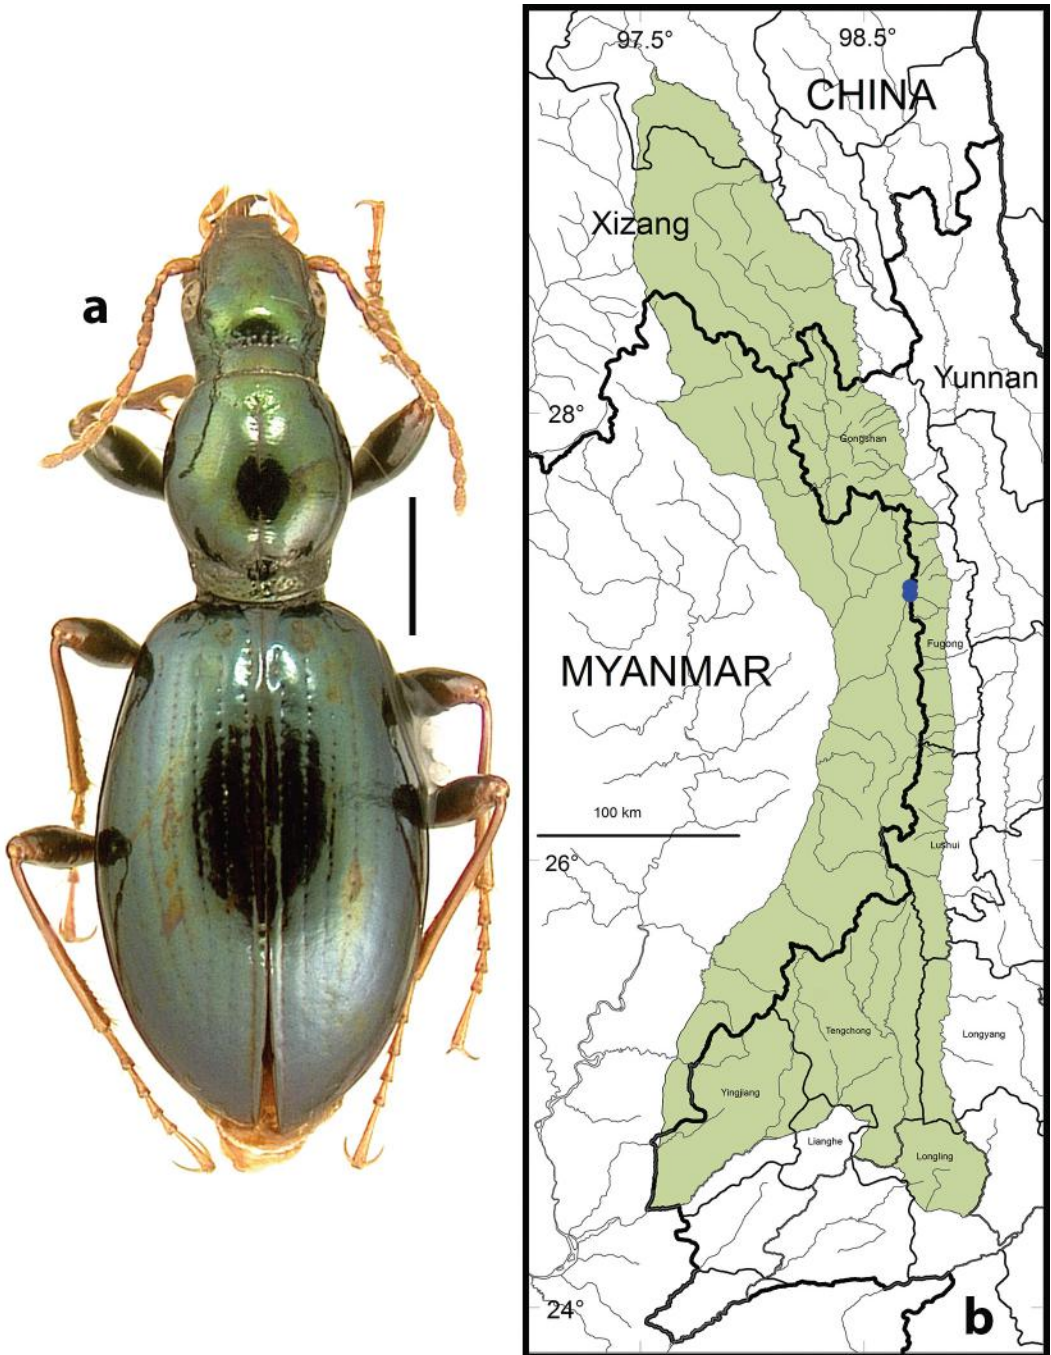 a
97.5° 98.5°
CHINA
Xizang
Yunnan
28°
Gongshan
Fugong
MYANMAR
100 km
26°
Lushui
Tengchong
Longyang
Yingjiang
Lianghe
Longling
24°
b